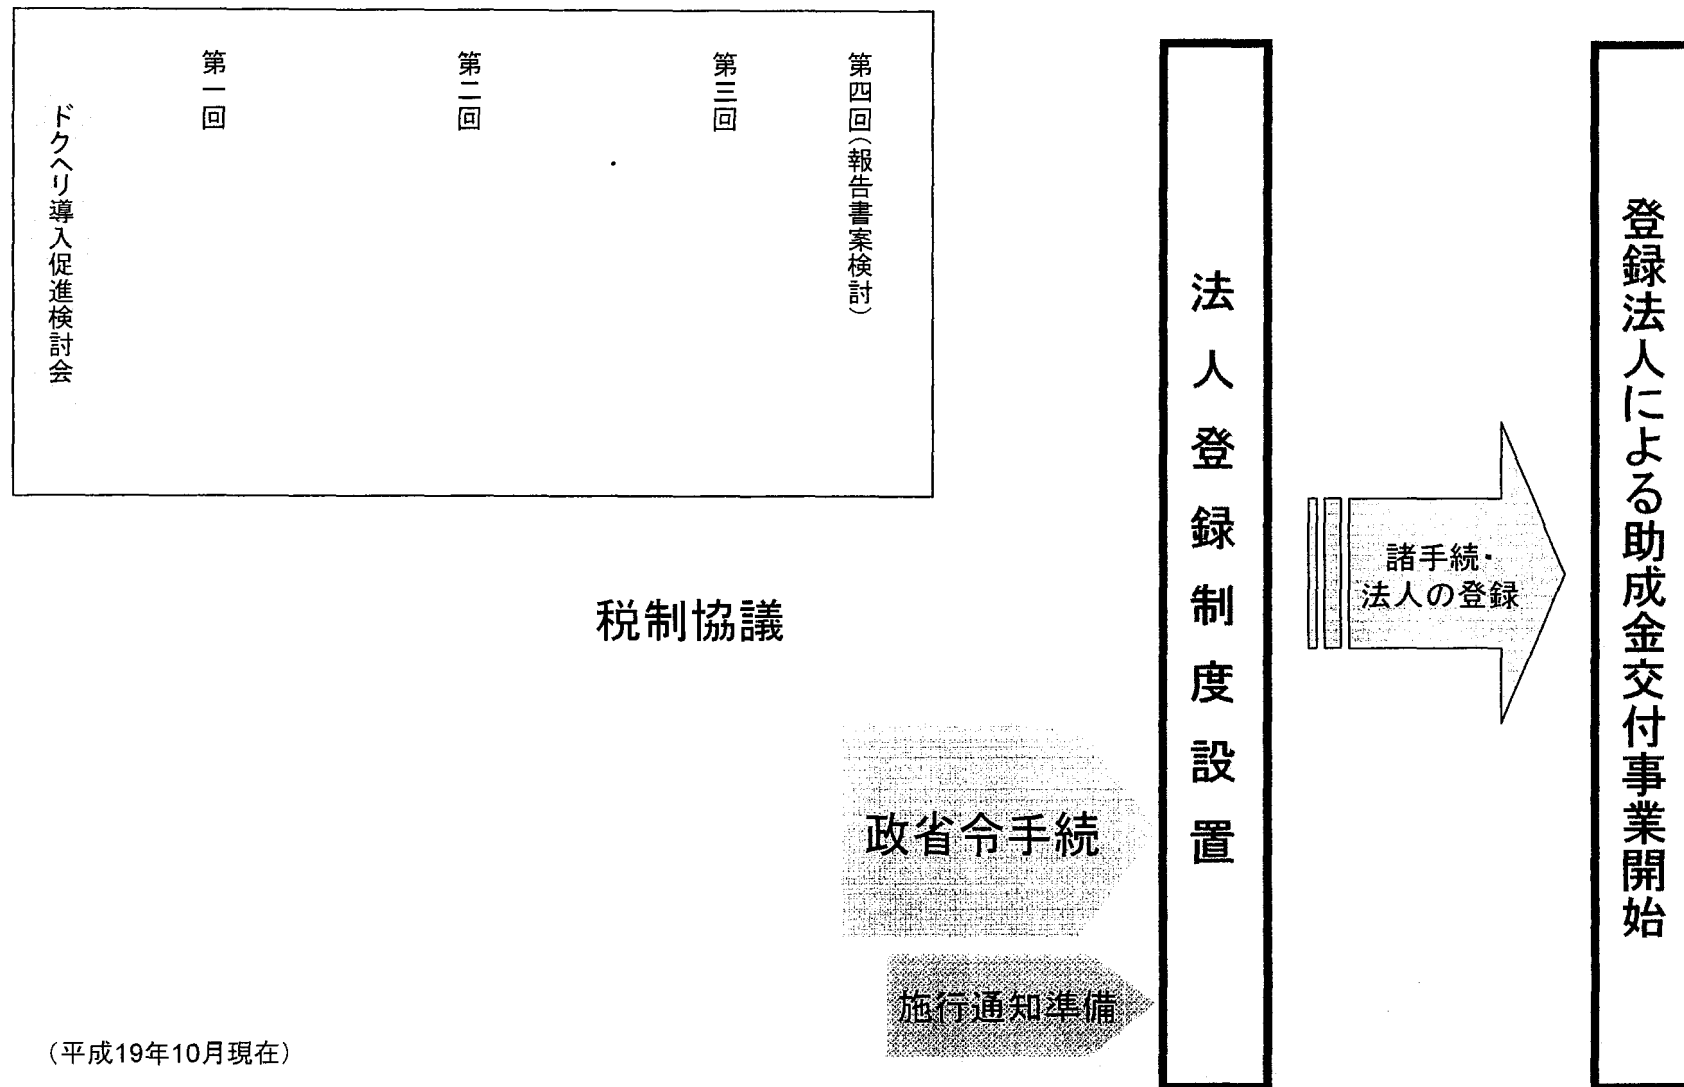 ドクヘリ導入促進検討会
第一回
第二回
第三回
第四回（報告書案検討）
税制協議
政省令手続
施行通知準備
法人登録制度設置
諸手続・
法人の登録
登録法人による助成金交付事業開始
（平成19年10月現在）